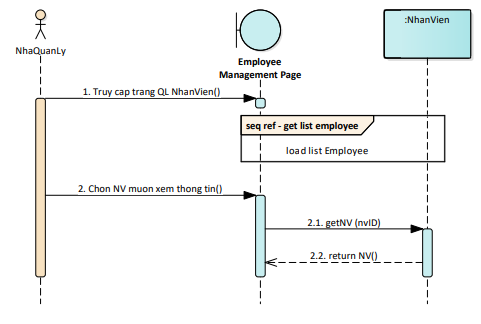 :NhanVien
NhaQuanLy
Employee
Management Page
1. Truy cap trang QL NhanVien()
seq ref - get list employee
load list Employee
2. Chon NV muon xem thong tin()
2.1. getNV (nvID)
2.2. return NV()